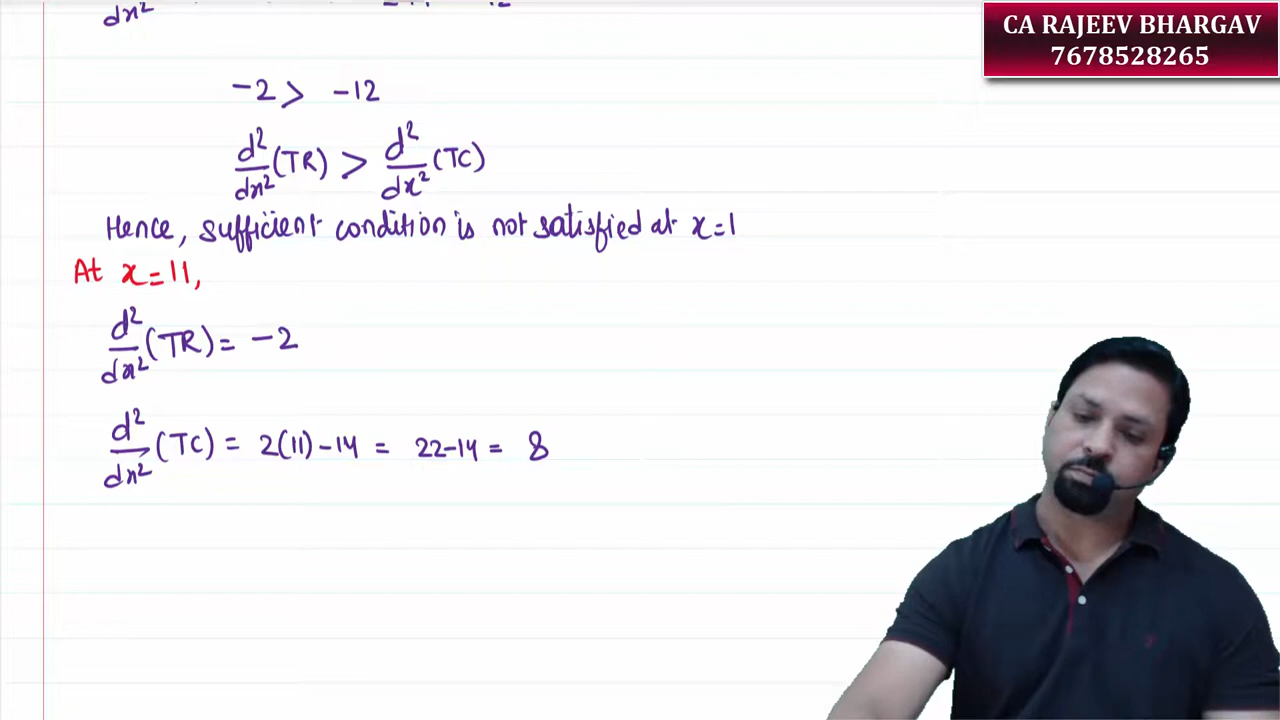 dx²
CA RAJEEV BHARGAV
7678528265
-2 > -12
d²/dx² (TR) > d²/dx² (TC)
Hence, sufficient condition is not satisfied at x=1
At x=11,
d²/dx² (TR) = -2
d²/dx² (TC) = 2(11)-14 = 22-14 = 8